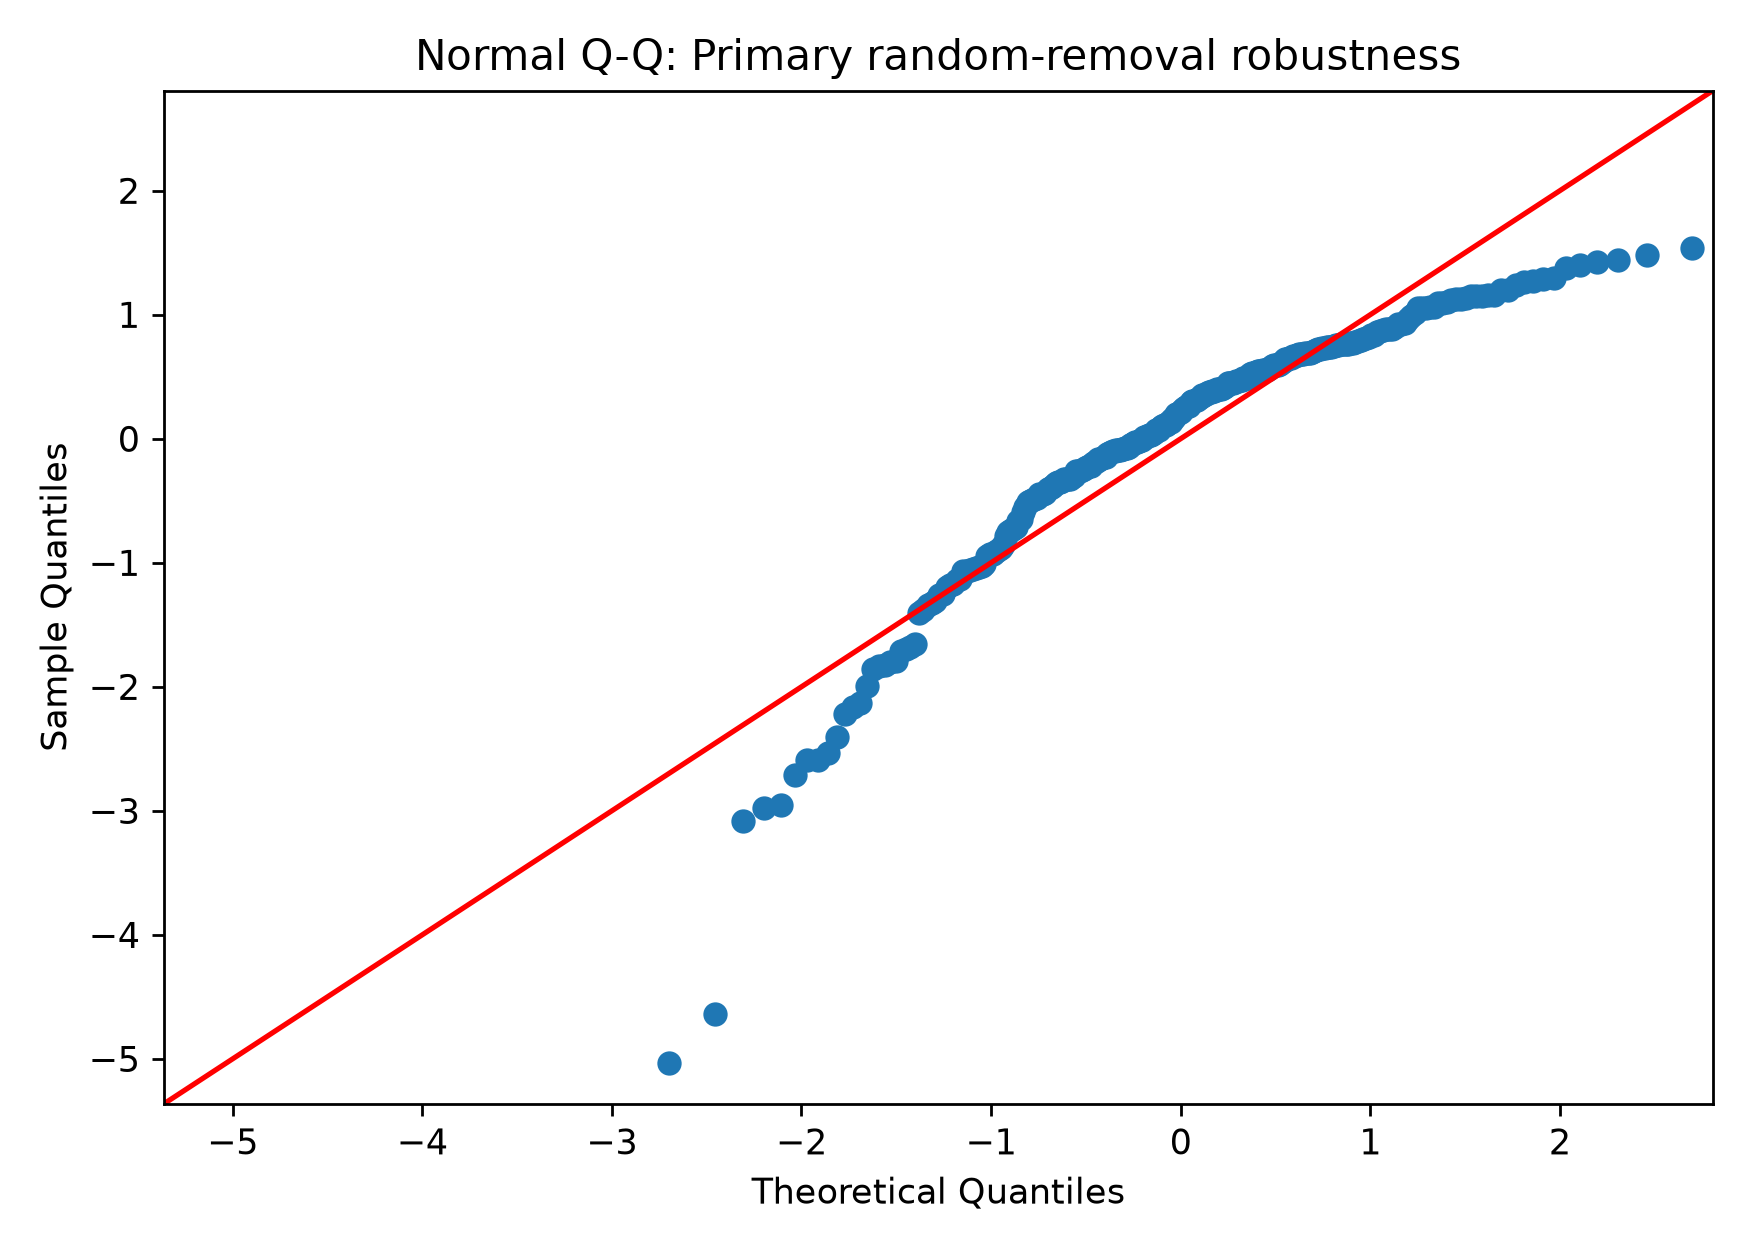 Normal Q-Q: Primary random-removal robustness
2
1
0
−1
−2
−3
−4
−5
Sample Quantiles
−5 −4 −3 −2 −1 0 1 2
Theoretical Quantiles